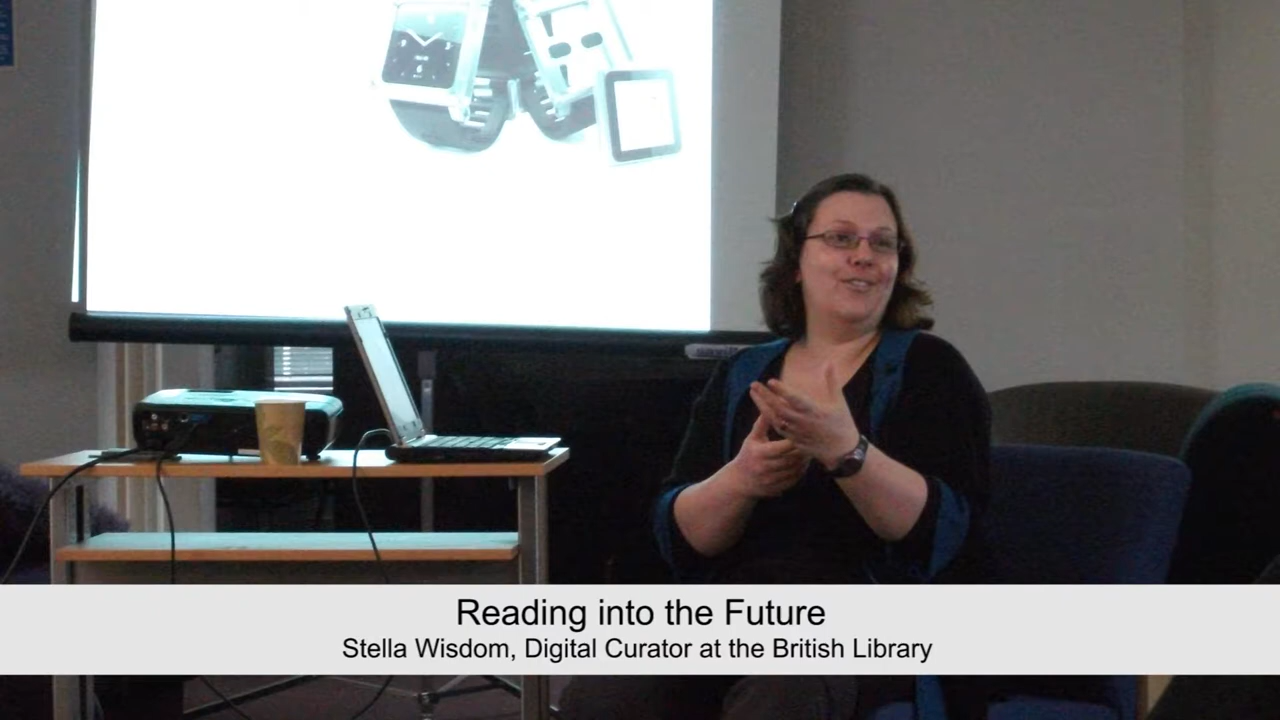 Reading into the Future
Stella Wisdom, Digital Curator at the British Library